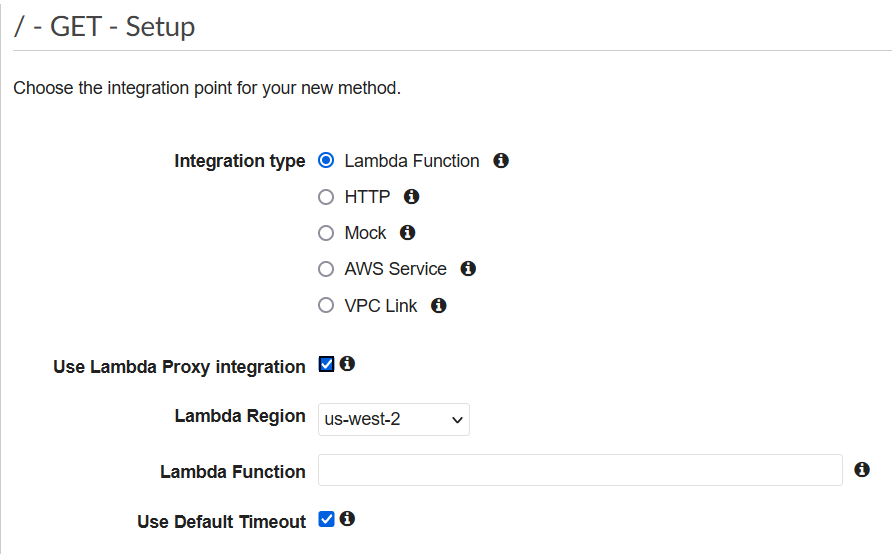 / - GET - Setup
Choose the integration point for your new method.
Integration type Lambda Function
HTTP
Mock
AWS Service
VPC Link
Use Lambda Proxy integration
Lambda Region us-west-2
Lambda Function
Use Default Timeout